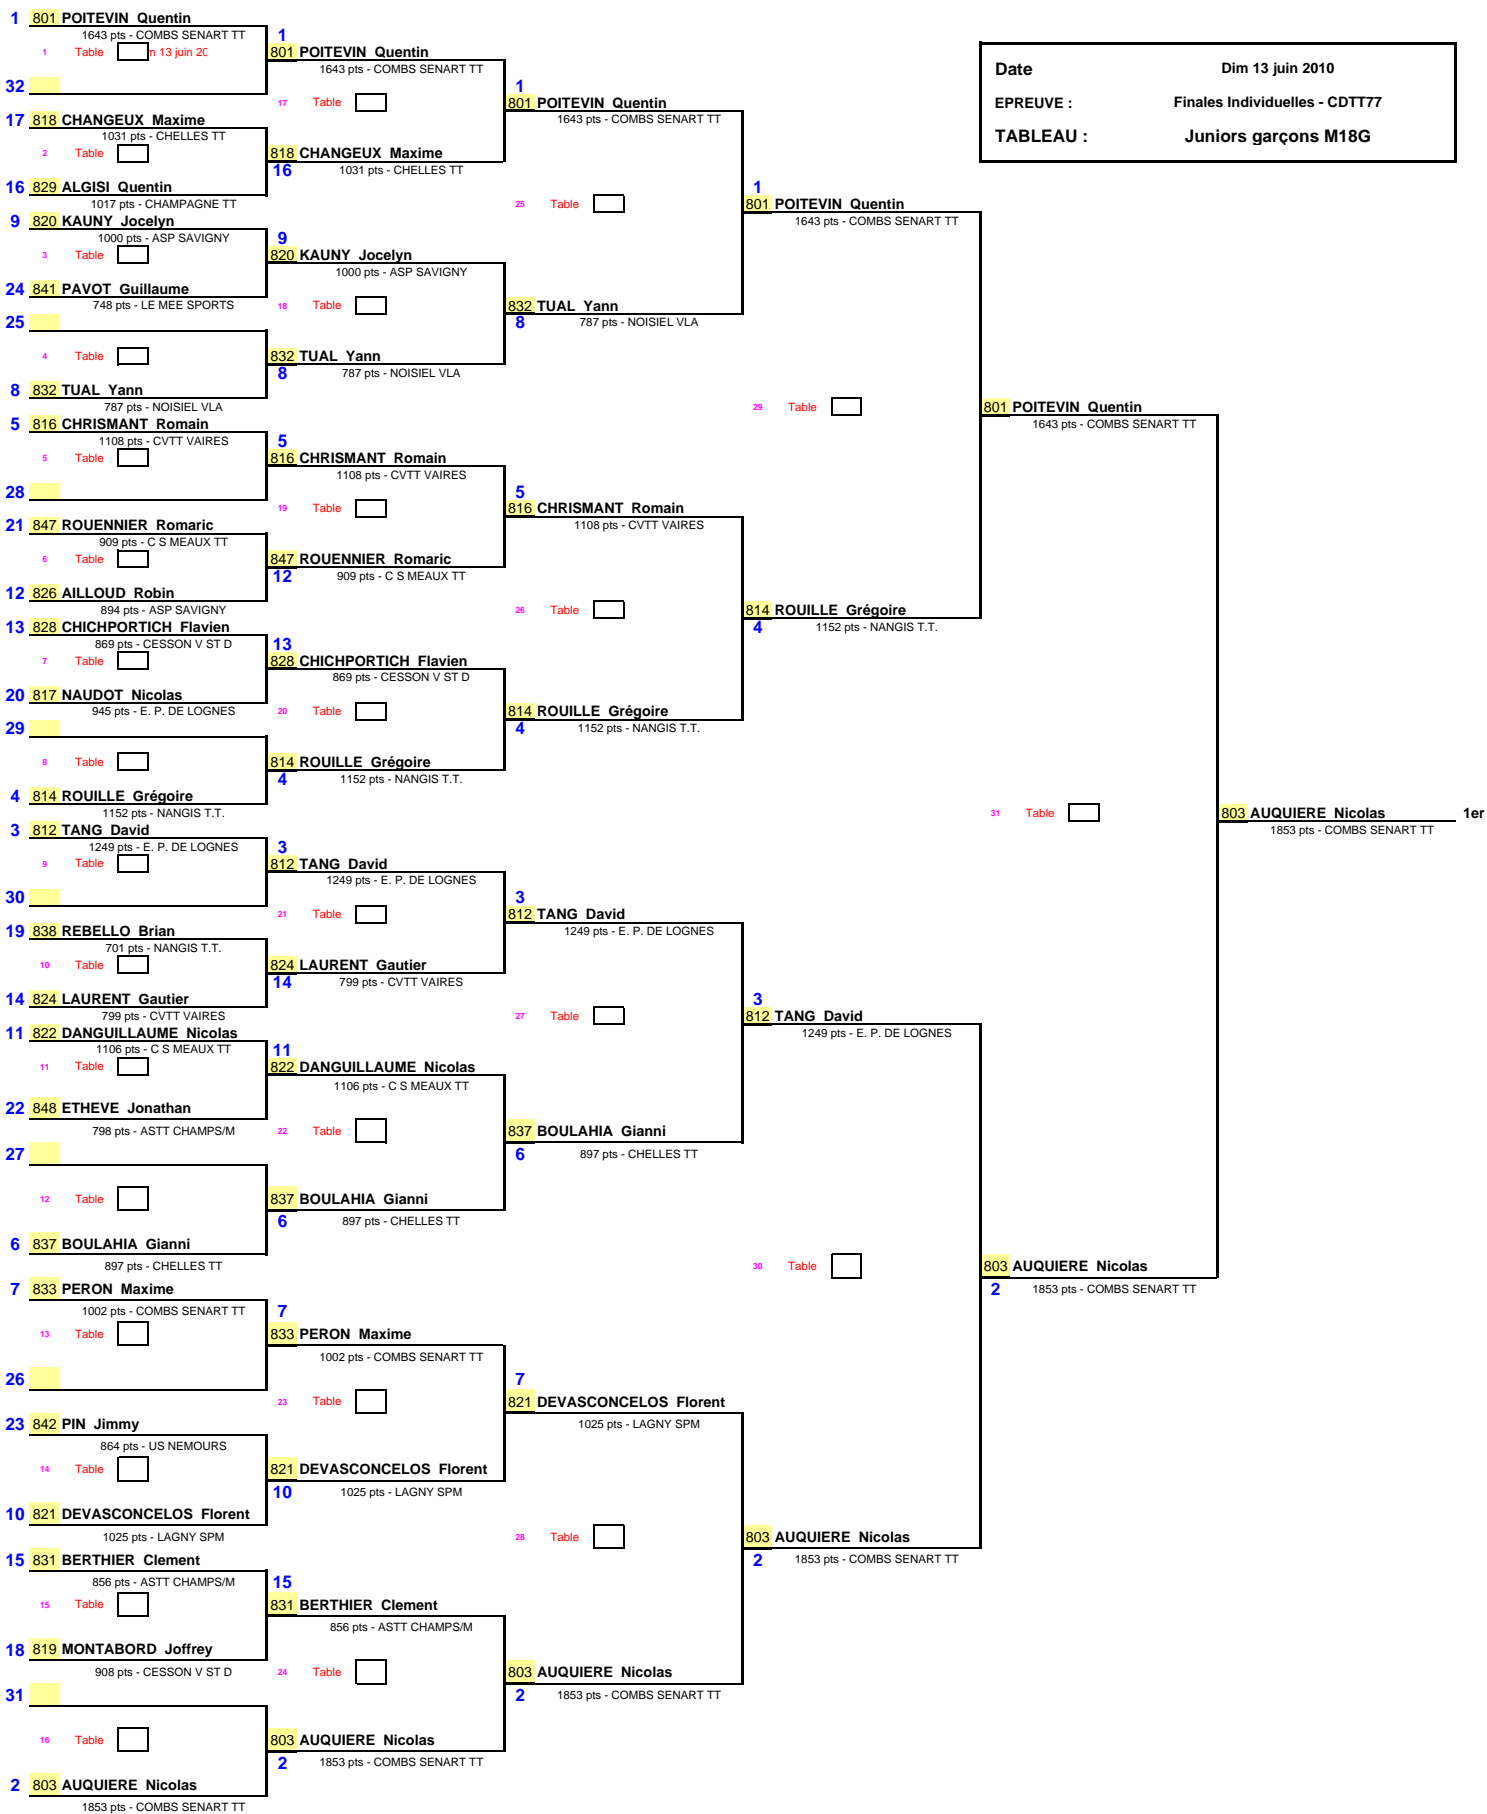 Date Dim 13 juin 2010
EPREUVE : Finales Individuelles - CDTT77
TABLEAU : Juniors garçons M18G
1 801 POITEVIN Quentin
1643 pts - COMBS SENART TT
1 Table n 13 juin 20
32
17 818 CHANGEUX Maxime
1031 pts - CHELLES TT
2 Table
16 829 ALGISI Quentin
1017 pts - CHAMPAGNE TT
9 820 KAUNY Jocelyn
1000 pts - ASP SAVIGNY
3 Table
24 841 PAVOT Guillaume
748 pts - LE MEE SPORTS
25
4 Table
8 832 TUAL Yann
787 pts - NOISIEL VLA
5 816 CHRISMANT Romain
1108 pts - CVTT VAIRES
5 Table
28
21 847 ROUENNIER Romaric
909 pts - C S MEAUX TT
6 Table
12 826 AILLOUD Robin
894 pts - ASP SAVIGNY
13 828 CHICHPORTICH Flavien
869 pts - CESSON V ST D
7 Table
20 817 NAUDOT Nicolas
945 pts - E. P. DE LOGNES
29
8 Table
4 814 ROUILLE Grégoire
1152 pts - NANGIS T.T.
3 812 TANG David
1249 pts - E. P. DE LOGNES
9 Table
30
19 838 REBELLO Brian
701 pts - NANGIS T.T.
10 Table
14 824 LAURENT Gautier
799 pts - CVTT VAIRES
11 822 DANGUILLAUME Nicolas
1106 pts - C S MEAUX TT
11 Table
22 848 ETHEVE Jonathan
798 pts - ASTT CHAMPS/M
27
12 Table
6 837 BOULAHIA Gianni
897 pts - CHELLES TT
7 833 PERON Maxime
1002 pts - COMBS SENART TT
13 Table
26
23 842 PIN Jimmy
864 pts - US NEMOURS
14 Table
10 821 DEVASCONCELOS Florent
1025 pts - LAGNY SPM
15 831 BERTHIER Clement
856 pts - ASTT CHAMPS/M
15 Table
18 819 MONTABORD Joffrey
908 pts - CESSON V ST D
31
16 Table
2 803 AUQUIERE Nicolas
1853 pts - COMBS SENART TT
1
801 POITEVIN Quentin
1643 pts - COMBS SENART TT
17 Table
818 CHANGEUX Maxime
16 1031 pts - CHELLES TT
9
820 KAUNY Jocelyn
1000 pts - ASP SAVIGNY
18 Table
832 TUAL Yann
8 787 pts - NOISIEL VLA
5
816 CHRISMANT Romain
1108 pts - CVTT VAIRES
19 Table
847 ROUENNIER Romaric
12 909 pts - C S MEAUX TT
13
828 CHICHPORTICH Flavien
869 pts - CESSON V ST D
20 Table
814 ROUILLE Grégoire
4 1152 pts - NANGIS T.T.
3
812 TANG David
1249 pts - E. P. DE LOGNES
21 Table
824 LAURENT Gautier
14 799 pts - CVTT VAIRES
11
822 DANGUILLAUME Nicolas
1106 pts - C S MEAUX TT
22 Table
837 BOULAHIA Gianni
6 897 pts - CHELLES TT
7
833 PERON Maxime
1002 pts - COMBS SENART TT
23 Table
821 DEVASCONCELOS Florent
10 1025 pts - LAGNY SPM
15
831 BERTHIER Clement
856 pts - ASTT CHAMPS/M
24 Table
803 AUQUIERE Nicolas
2 1853 pts - COMBS SENART TT
1
801 POITEVIN Quentin
1643 pts - COMBS SENART TT
25 Table
832 TUAL Yann
8 787 pts - NOISIEL VLA
5
816 CHRISMANT Romain
1108 pts - CVTT VAIRES
26 Table
814 ROUILLE Grégoire
4 1152 pts - NANGIS T.T.
3
812 TANG David
1249 pts - E. P. DE LOGNES
27 Table
837 BOULAHIA Gianni
6 897 pts - CHELLES TT
7
821 DEVASCONCELOS Florent
1025 pts - LAGNY SPM
28 Table
803 AUQUIERE Nicolas
2 1853 pts - COMBS SENART TT
1
801 POITEVIN Quentin
1643 pts - COMBS SENART TT
29 Table
814 ROUILLE Grégoire
4 1152 pts - NANGIS T.T.
3
812 TANG David
1249 pts - E. P. DE LOGNES
30 Table
803 AUQUIERE Nicolas
2 1853 pts - COMBS SENART TT
801 POITEVIN Quentin
1643 pts - COMBS SENART TT
31 Table
803 AUQUIERE Nicolas
2 1853 pts - COMBS SENART TT
803 AUQUIERE Nicolas 1er
1853 pts - COMBS SENART TT